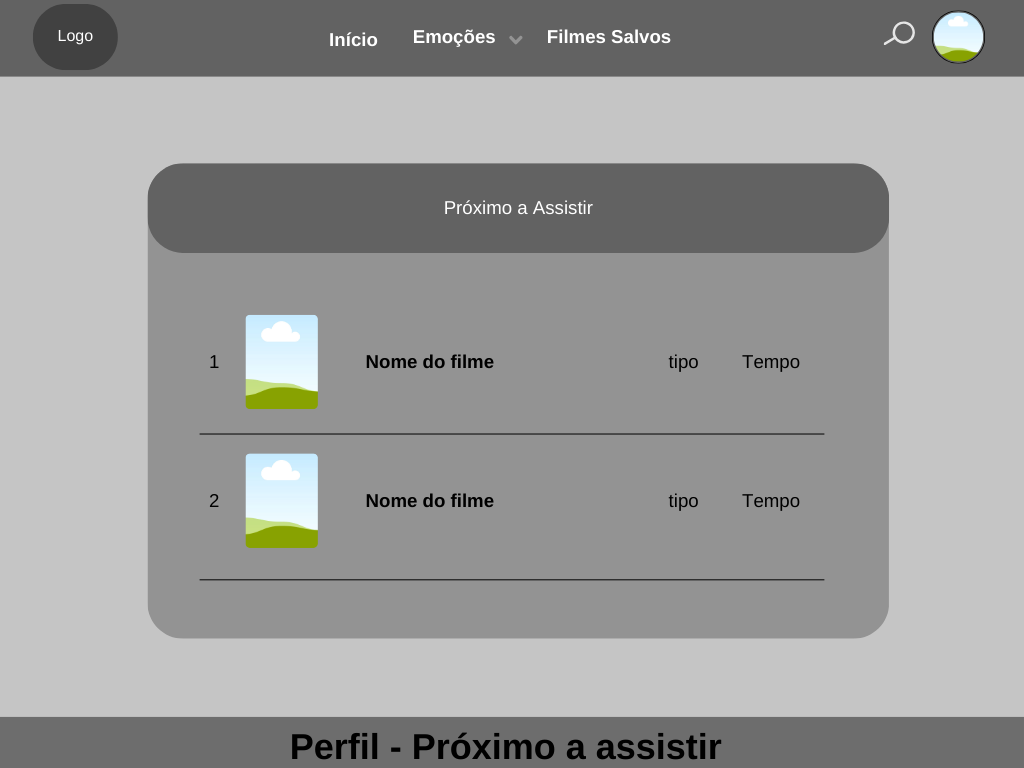 Logo
Início
Emoções
Filmes Salvos
Próximo a Assistir
1 Nome do filme tipo Tempo
2 Nome do filme tipo Tempo
Perfil - Próximo a assistir